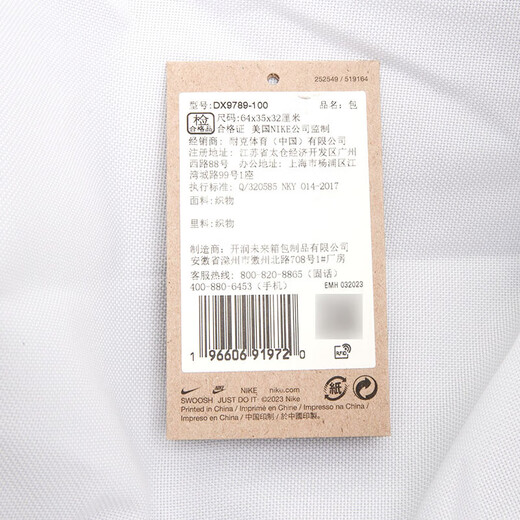 252549 / 519164
型号: DX9789-100 品名: 包
检 合格品
尺码: 64x35x32厘米
合格证 美国NIKE公司监制
经销商: 耐克体育 (中国) 有限公司
注册地址: 江苏省太仓经济开发区广州
西路88号 办公地址: 上海市杨浦区江
湾城路99号1座
执行标准: Q/320585 NKY 014-2017
面料: 织物
里料: 织物
制造商: 开润未来箱包制品有限公司
安徽省滁州市徽州北路708号1#厂房
客服热线: 800-820-8865 (固话)
400-880-6453 (手机)
EMH 032023
1 96606 91972 0
RFID
NIKE nike.com
SWOOSH JUST DO IT ©2023 Nike
Printed in China / Imprimé en Chine / Impreso na China /
Impreso en China / 中国印制 / 於中國印製。
紙